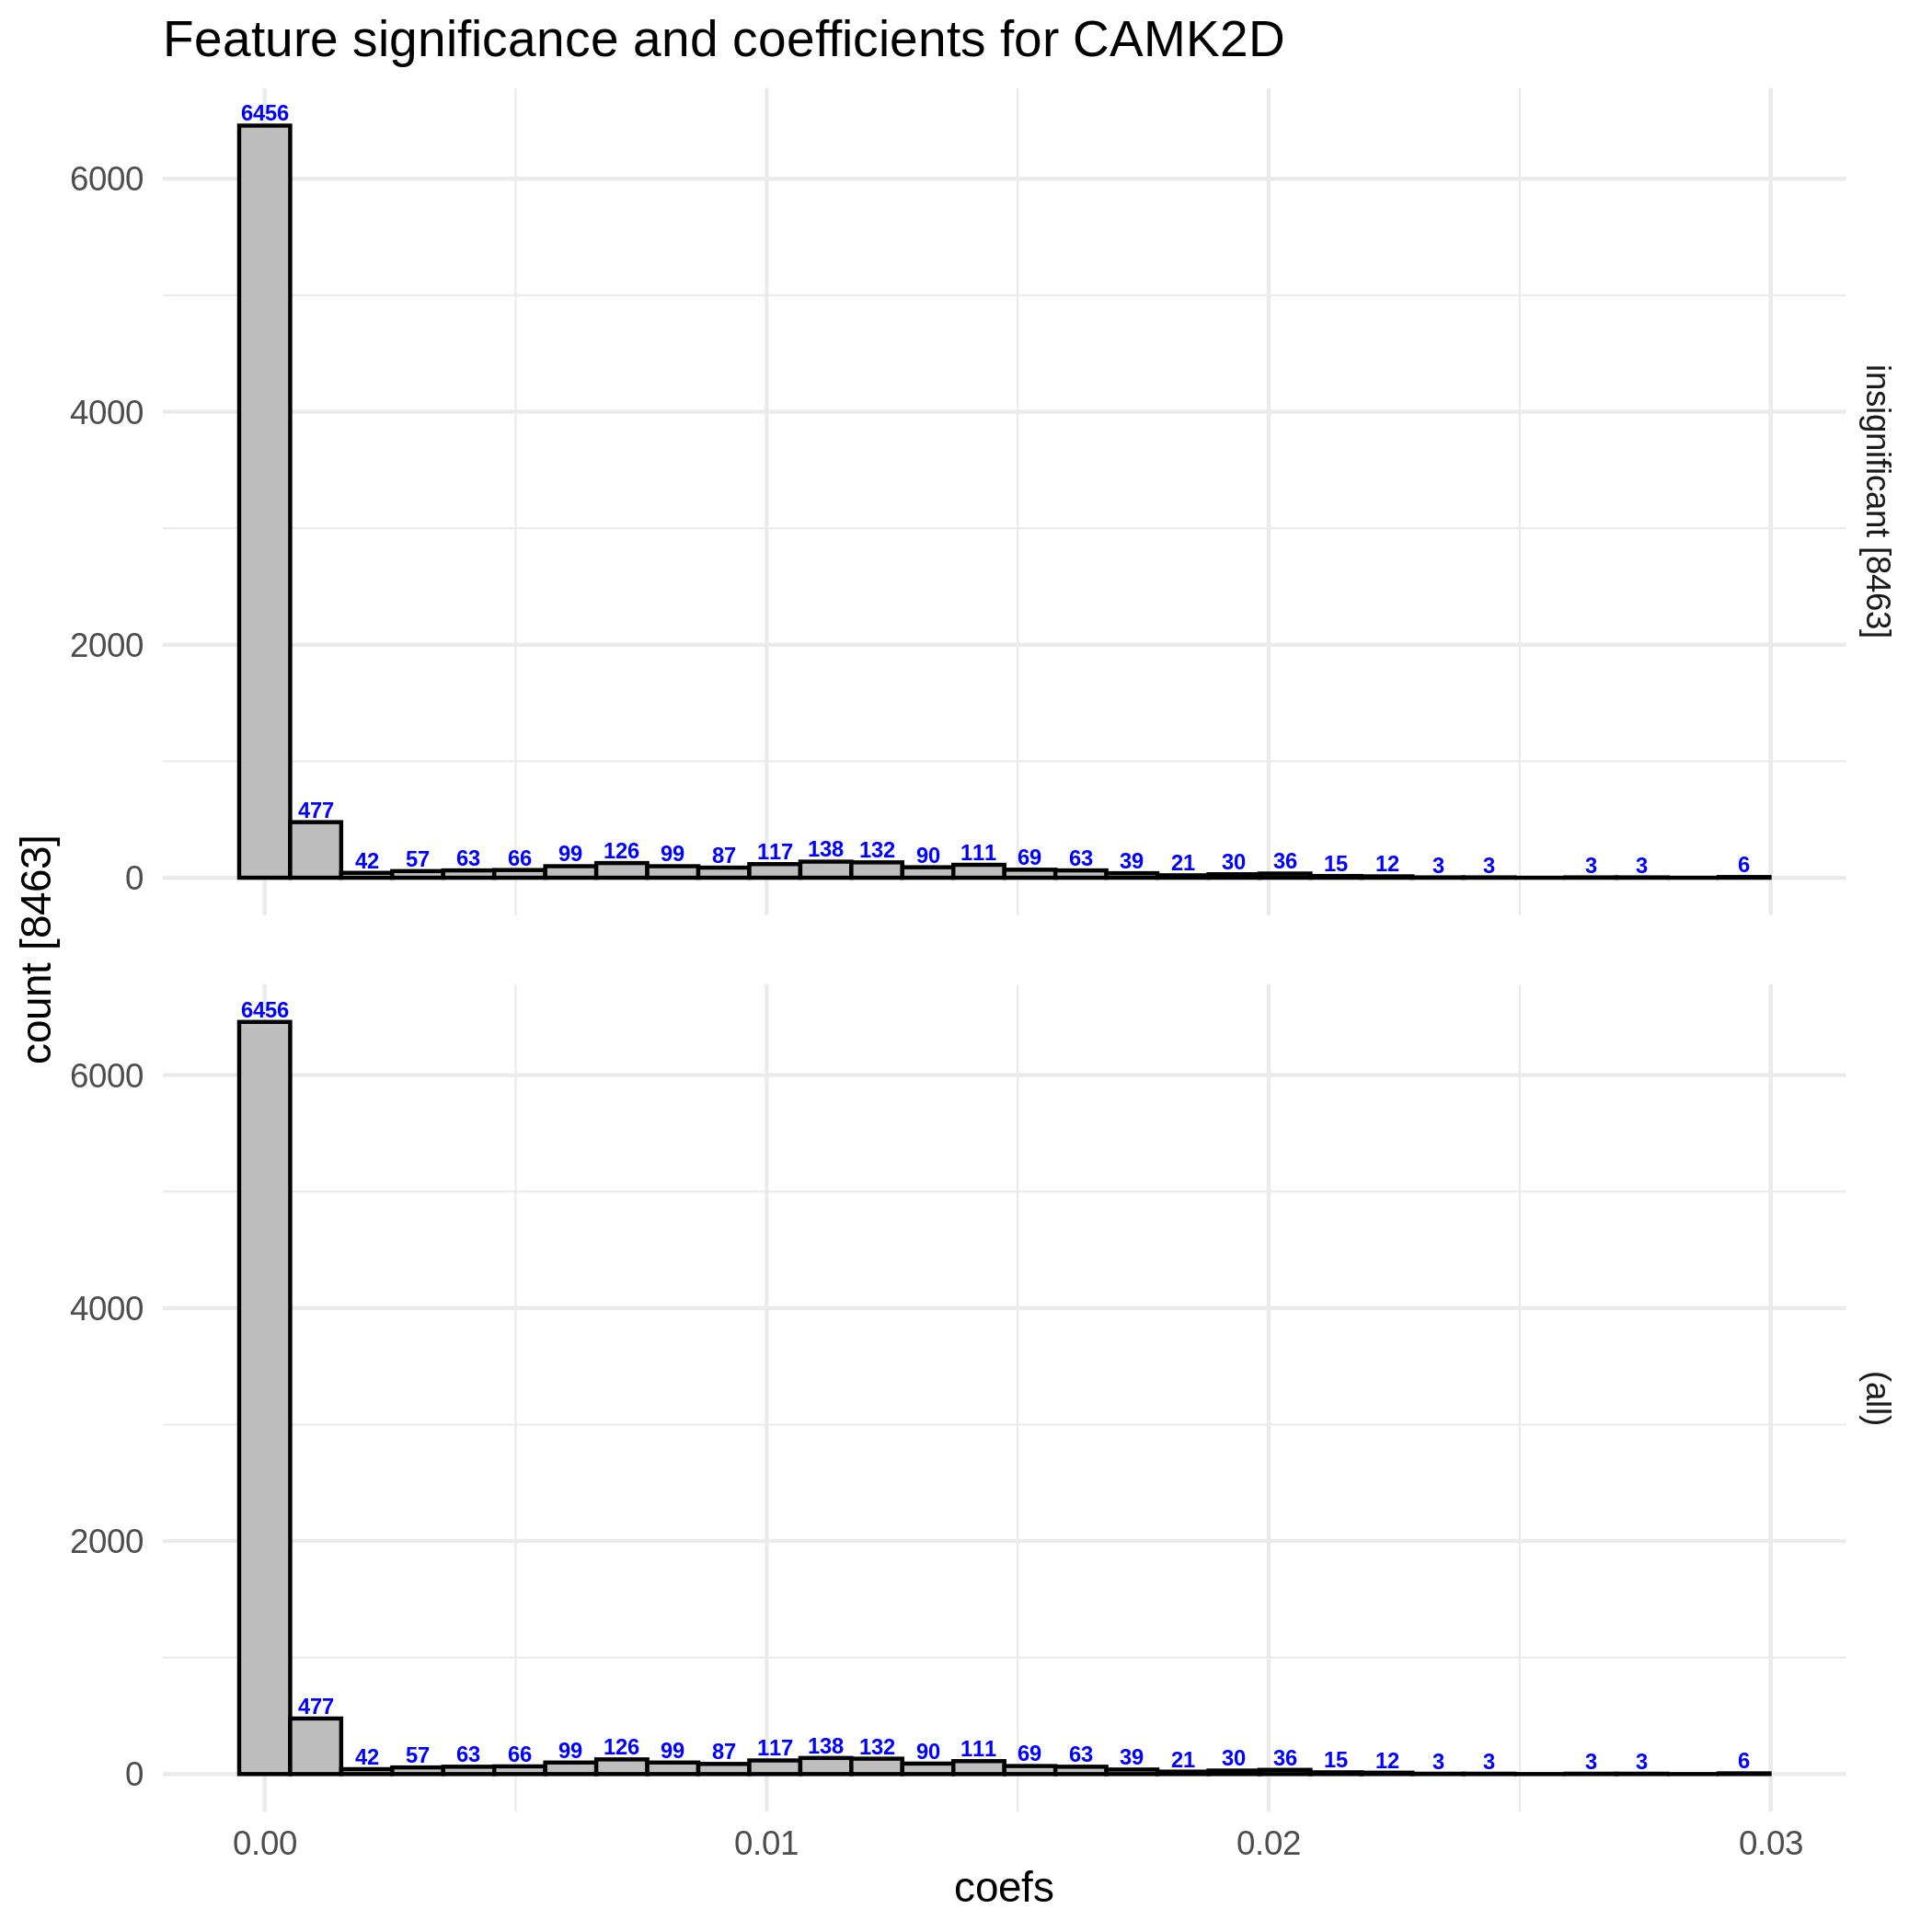 Feature significance and coefficients for CAMK2D
6456
6000
4000
2000
477
42 57 63 66 99 126 99 87 117 138 132 90 111 69 63 39 21 30 36 15 12 3 3 3 3 6
0
insignificant [8463]
count [8463]
6456
6000
4000
2000
477
42 57 63 66 99 126 99 87 117 138 132 90 111 69 63 39 21 30 36 15 12 3 3 3 3 6
0
(all)
0.00 0.01 0.02 0.03
coefs